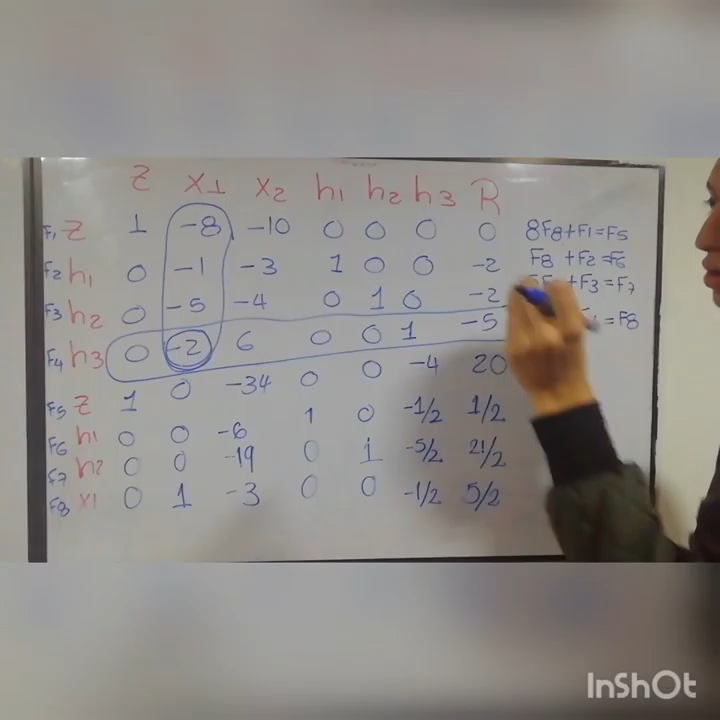 Z X1 X2 h1 h2 h3 R
F1 Z 1 -8 -10 0 0 0 0 8F8+F1=F5
F2 h1 0 -1 -3 1 0 0 -2 F8 +F2=F6
F3 h2 0 -5 -4 0 1 0 -2 +F3=F7
F4 h3 0 -2 6 0 0 1 -5 =F8
F5 Z 1 0 -34 0 0 -4 20
F6 h1 0 0 -6 1 0 -1/2 1/2
F7 h2 0 0 -19 0 1 -5/2 21/2
F8 X1 0 1 -3 0 0 -1/2 5/2
InShOt